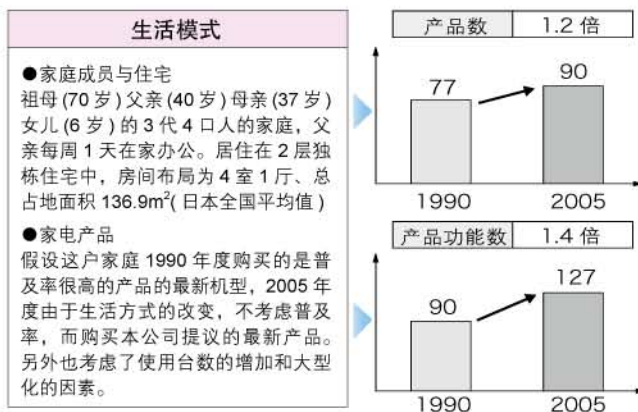 生活模式
●家庭成员与住宅
祖母(70岁)父亲(40岁)母亲(37岁)
女儿(6岁)的3代4口人的家庭，父
亲每周1天在家办公。居住在2层独
栋住宅中，房间布局为4室1厅、总
占地面积136.9m²(日本全国平均值)
●家电产品
假设这户家庭1990年度购买的是普
及率很高的产品的最新机型，2005年
度由于生活方式的改变，不考虑普及
率，而购买本公司提议的最新产品。
另外也考虑了使用台数的增加和大型
化的因素。
产品数 1.2倍
77 90
1990 2005
产品功能数 1.4倍
90 127
1990 2005